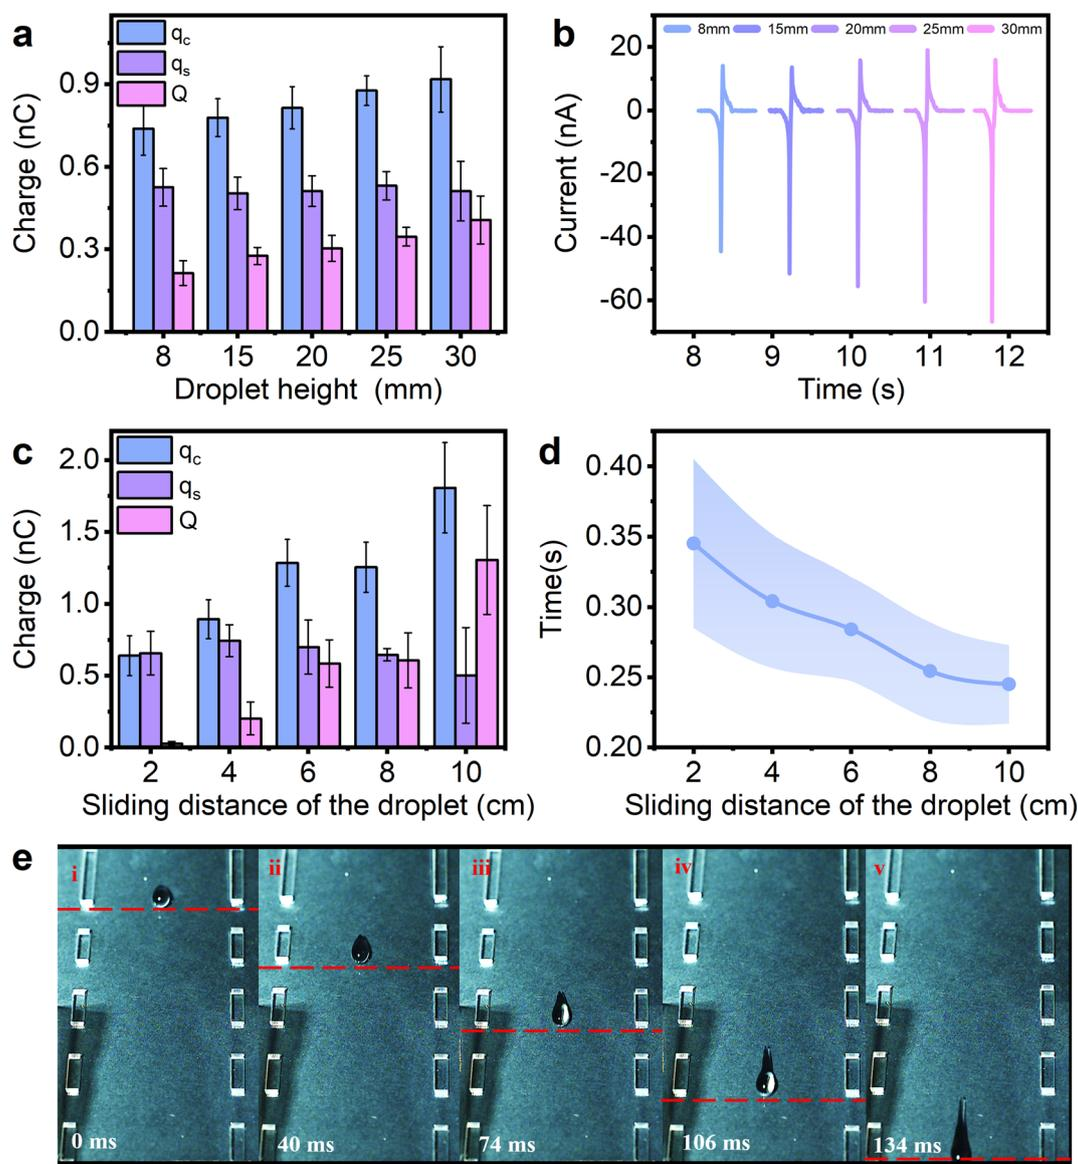 a
q_c
q_s
Q
Charge (nC)
0.9
0.6
0.3
0.0
8 15 20 25 30
Droplet height (mm)
b
8mm 15mm 20mm 25mm 30mm
Current (nA)
20
0
-20
-40
-60
8 9 10 11 12
Time (s)
c
q_c
q_s
Q
Charge (nC)
2.0
1.5
1.0
0.5
0.0
2 4 6 8 10
Sliding distance of the droplet (cm)
d
Time(s)
0.40
0.35
0.30
0.25
0.20
2 4 6 8 10
Sliding distance of the droplet (cm)
e
i ii iii iv v
0 ms 40 ms 74 ms 106 ms 134 ms